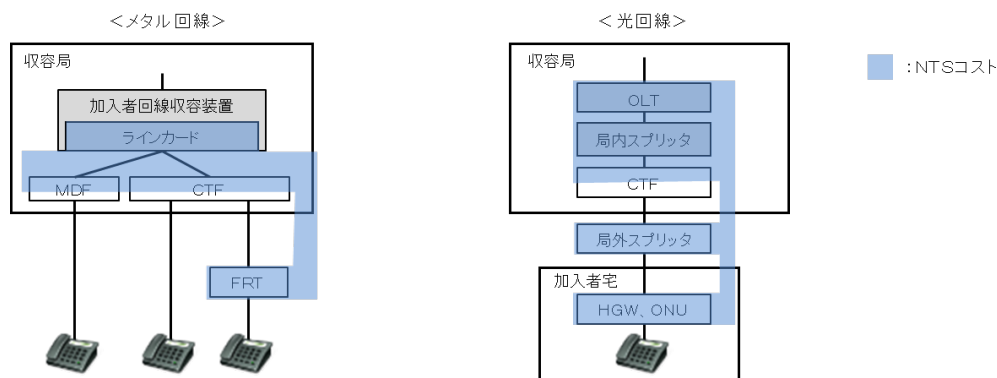 ＜メタル回線＞
収容局
加入者回線収容装置
ラインカード
MDF
CTF
FRT
＜光回線＞
収容局
OLT
局内スプリッタ
CTF
局外スプリッタ
加入者宅
HGW、ONU
：NTSコスト